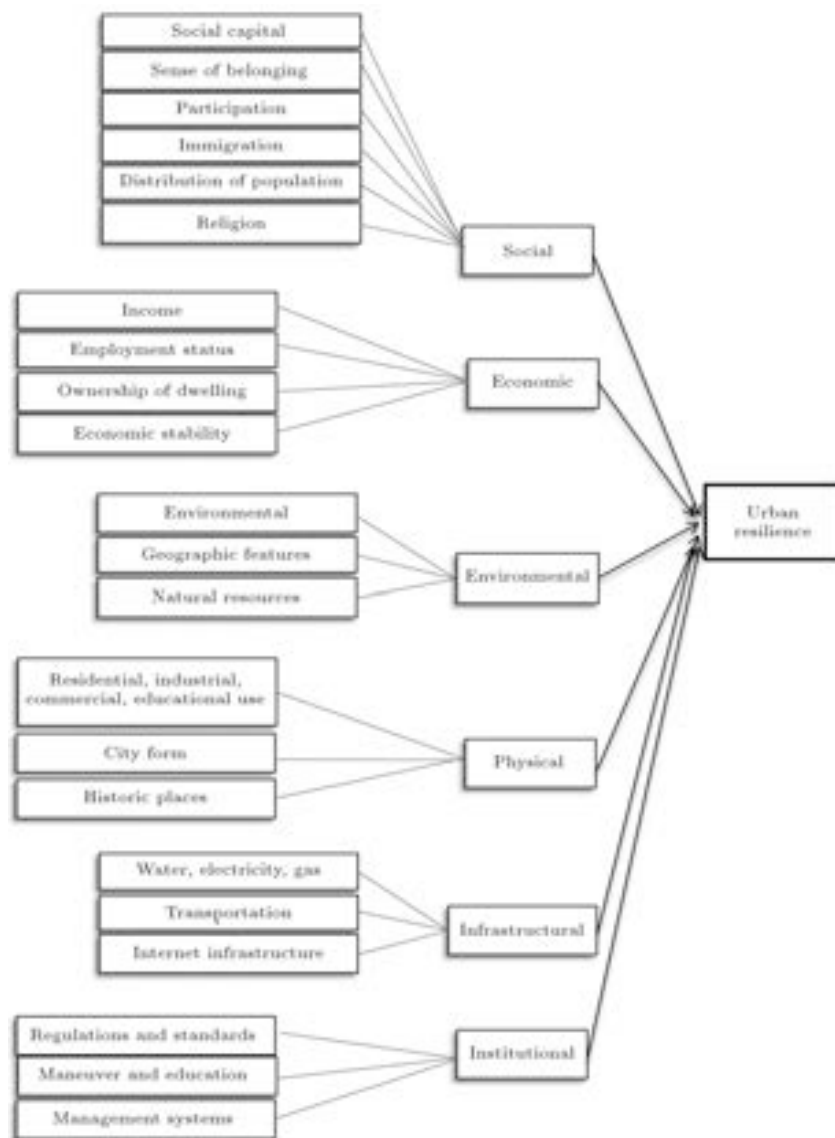 Social capital
Sense of belonging
Participation
Immigration
Distribution of population
Religion
Social
Income
Employment status
Ownership of dwelling
Economic stability
Economic
Urban
resilience
Environmental
Geographic features
Natural resources
Environmental
Residential, industrial,
commercial, educational use
City form
Historic places
Physical
Water, electricity, gas
Transportation
Internet infrastructure
Infrastructural
Regulations and standards
Maneuver and education
Management systems
Institutional